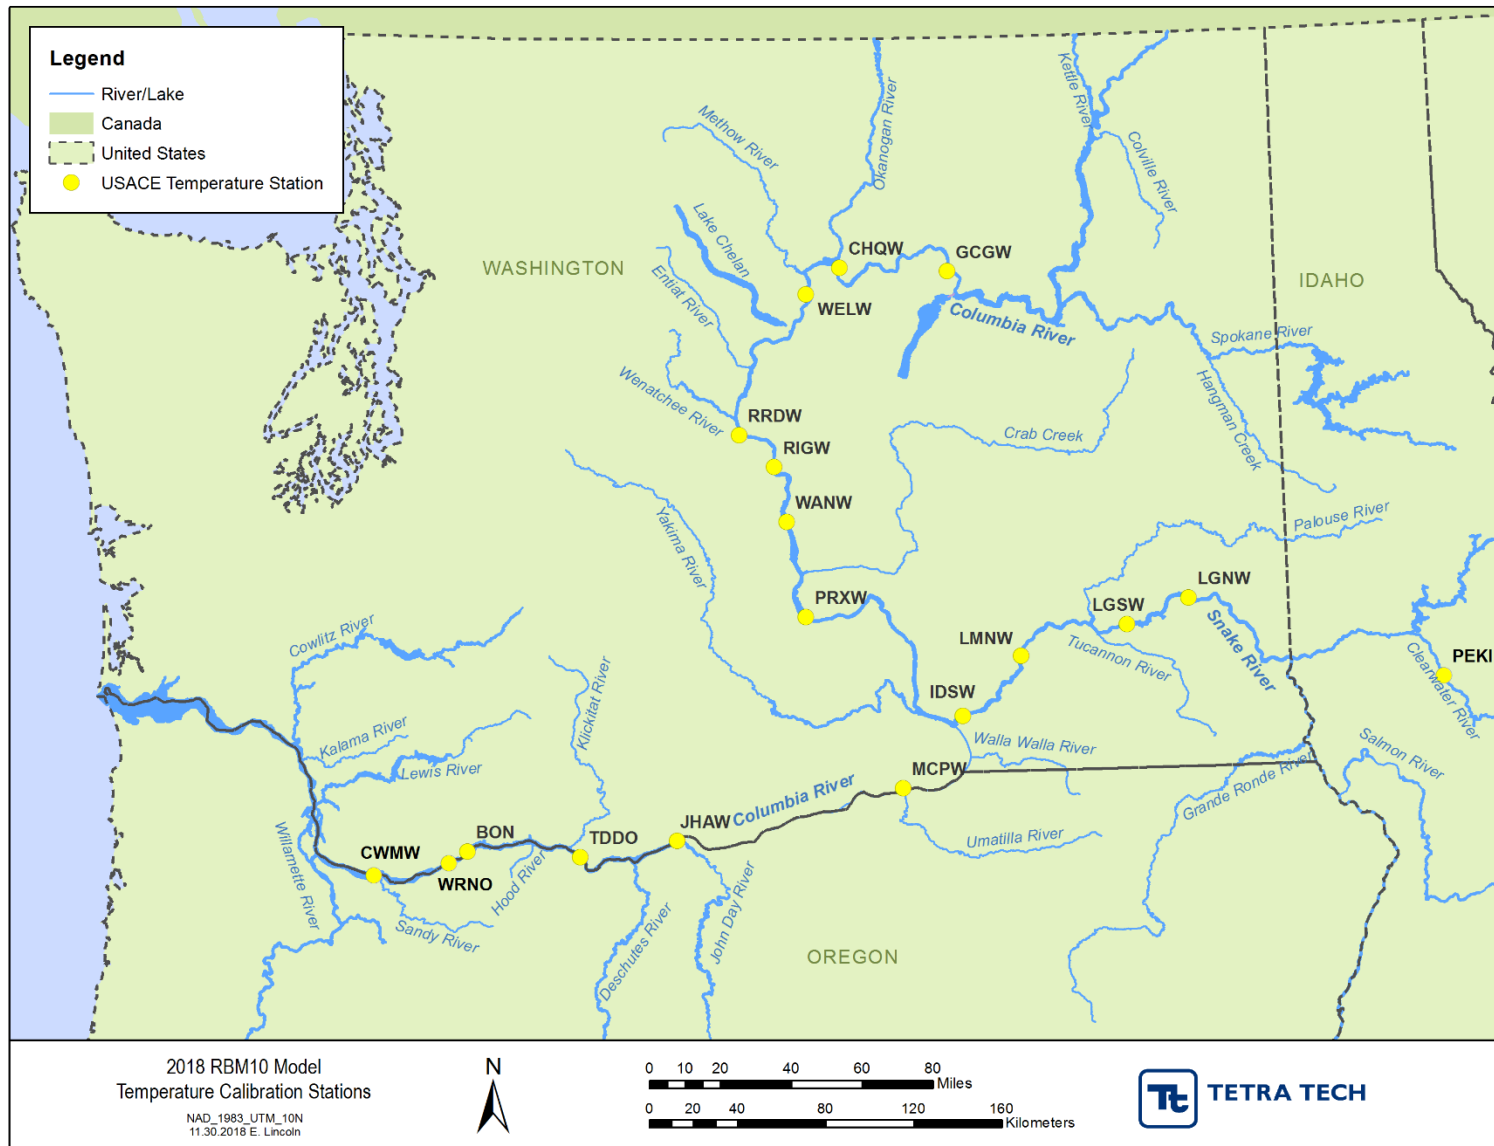 Legend
River/Lake
Canada
United States
USACE Temperature Station
Methow River
Okanogan River
Kettle River
Colville River
Lake Chelan
CHQW
GCGW
WASHINGTON
IDAHO
Entiat River
WELW
Columbia River
Spokane River
Wenatchee River
Hangman Creek
RRDW
Crab Creek
RIGW
WANW
Yakima River
Palouse River
LGNW
PRXW
LGSW
Snake River
Cowlitz River
LMNW
Tucannon River
Clearwater River
PEKI
Klickitat River
IDSW
Kalama River
Walla Walla River
Salmon River
Lewis River
MCPW
Grande Ronde River
Columbia River
Willamette River
BON
TDDO
JHAW
Umatilla River
CWMW
WRNO
Hood River
Sandy River
Deschutes River
John Day River
OREGON
2018 RBM10 Model
Temperature Calibration Stations
NAD_1983_UTM_10N
11.30.2018 E. Lincoln
N
0 10 20 40 60 80
Miles
0 20 40 80 120 160
Kilometers
Tt
TETRA TECH